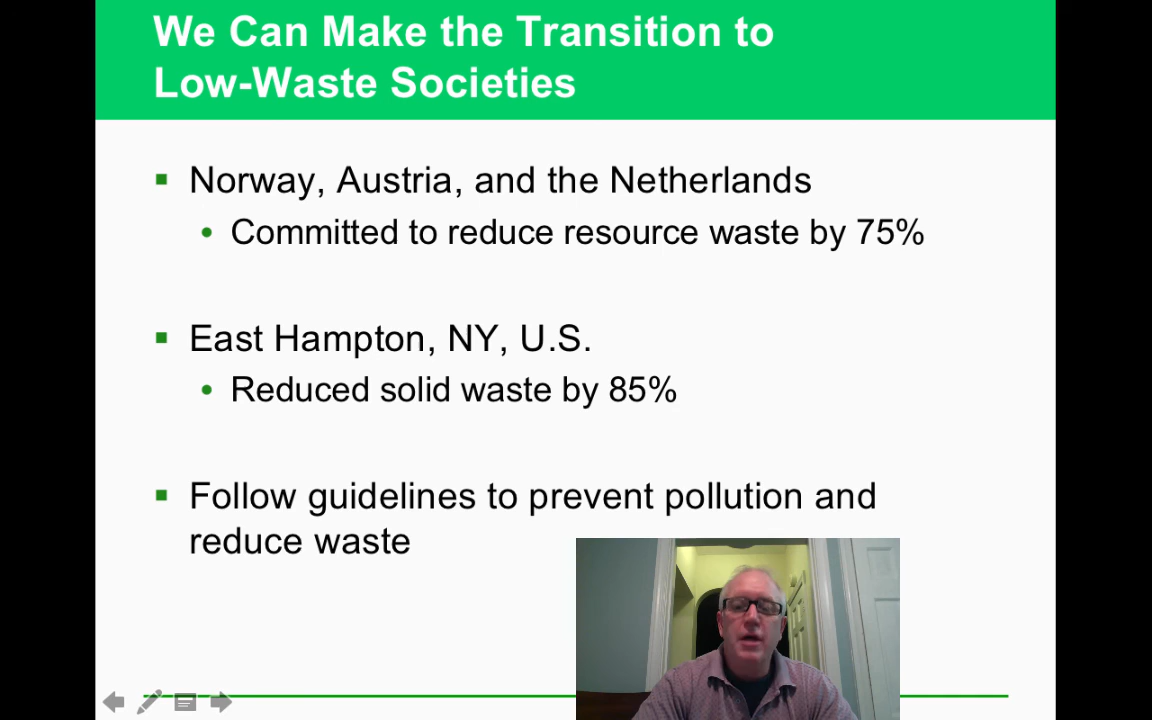 We Can Make the Transition to
Low-Waste Societies
Norway, Austria, and the Netherlands
Committed to reduce resource waste by 75%
East Hampton, NY, U.S.
Reduced solid waste by 85%
Follow guidelines to prevent pollution and
reduce waste